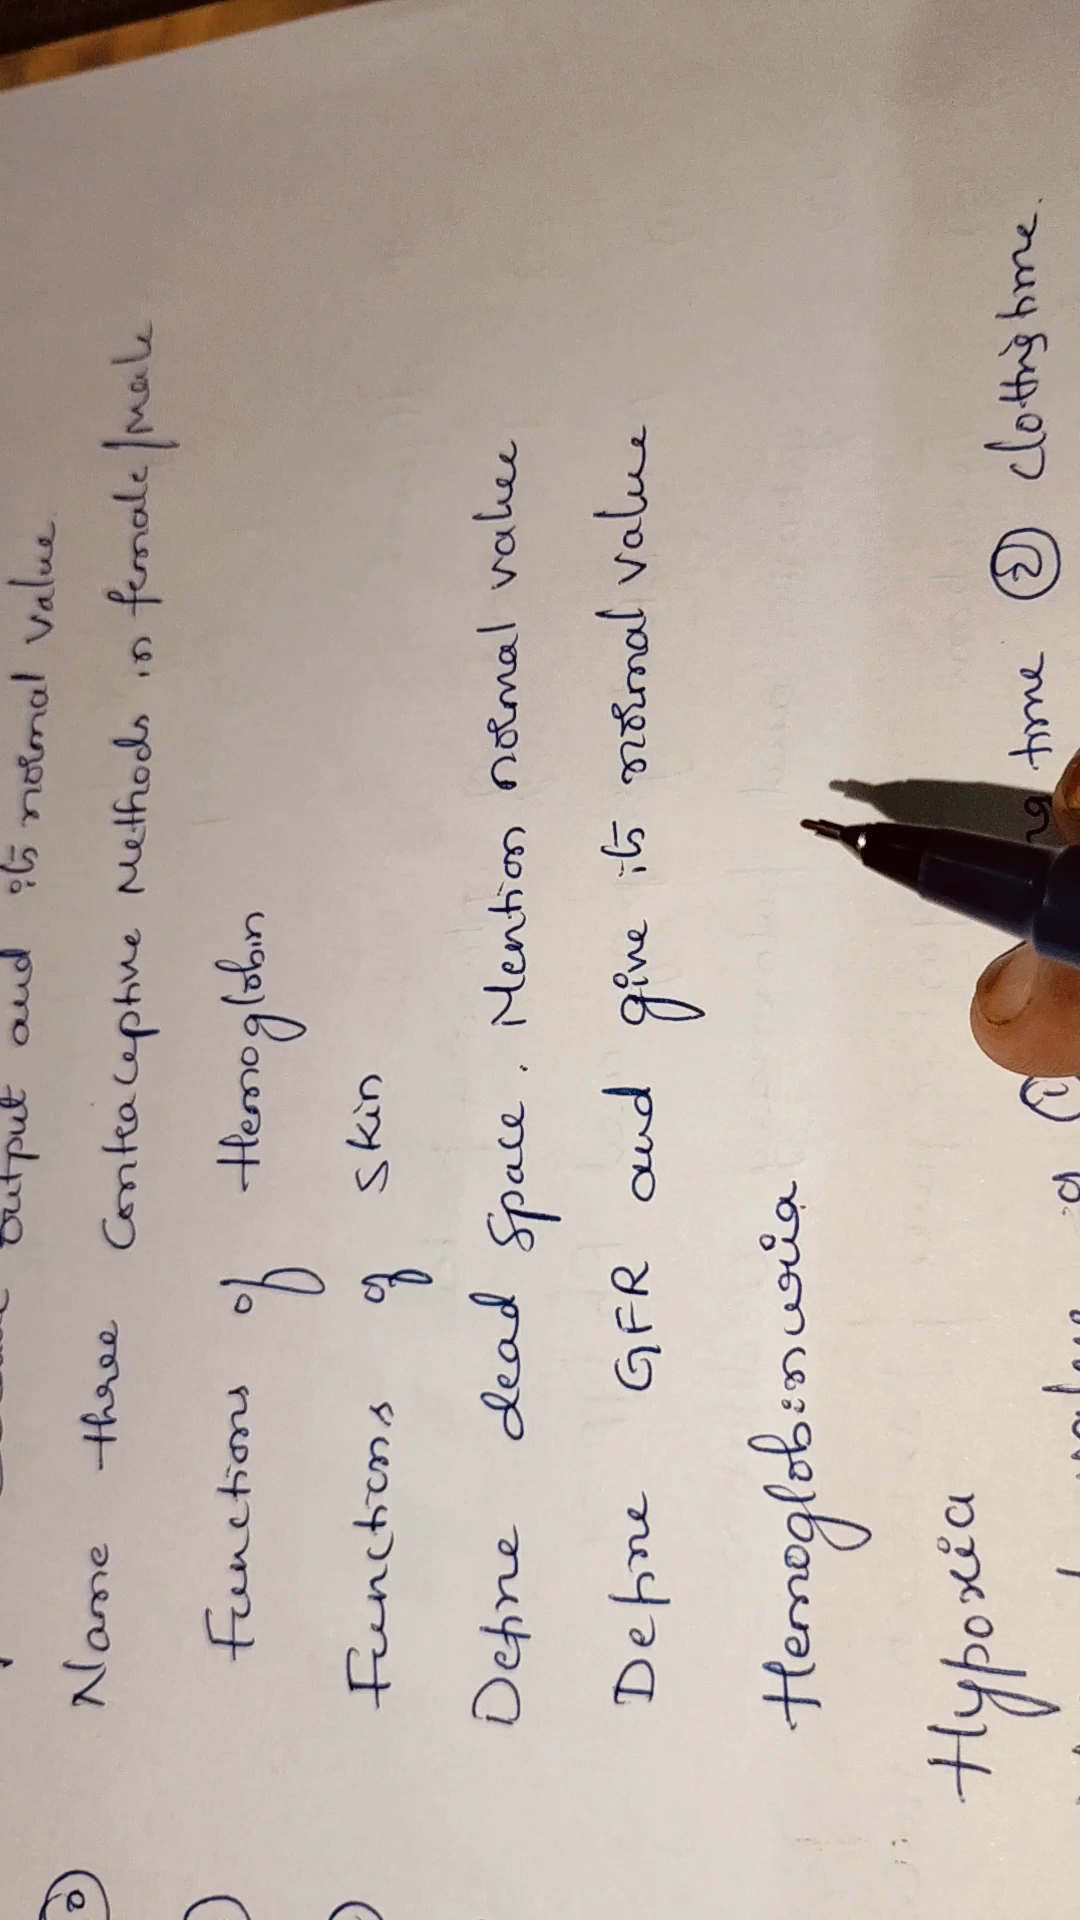 output and its normal value
Name three Contraceptive Methods in female/male
Functions of Hemoglobin
Functions of Skin
Define dead Space. Mention normal value
Define GFR and give its normal value
Hemoglobinuria
Hypoxia
time ② clotting time.